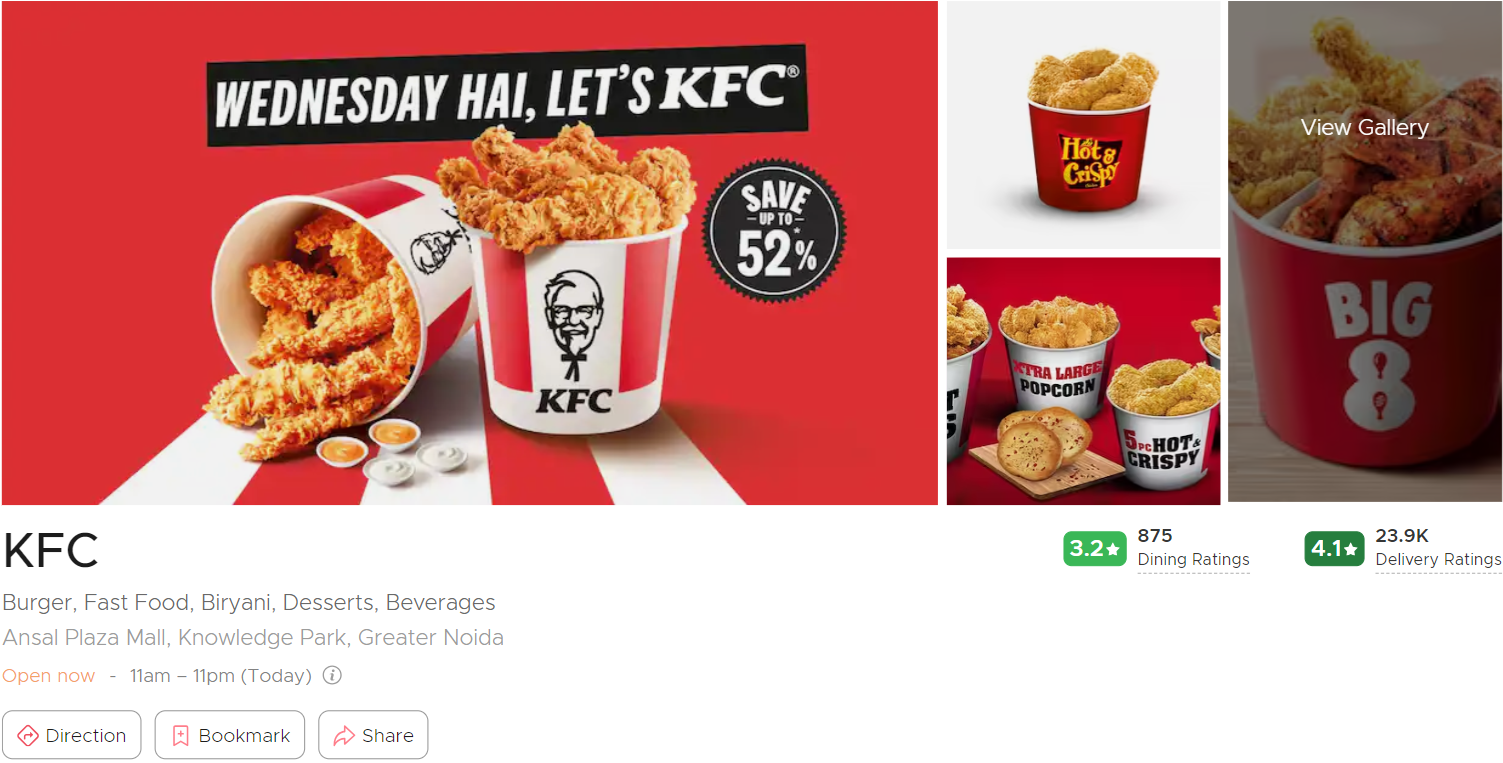 WEDNESDAY HAI, LET'S KFC®
SAVE
UP TO
52%*
KFC
Hot &
Crispy
View Gallery
XTRA LARGE
POPCORN
5PC HOT &
CRISPY
BIG
8
KFC
3.2★ 875
Dining Ratings
4.1★ 23.9K
Delivery Ratings
Burger, Fast Food, Biryani, Desserts, Beverages
Ansal Plaza Mall, Knowledge Park, Greater Noida
Open now - 11am – 11pm (Today)
Direction
Bookmark
Share